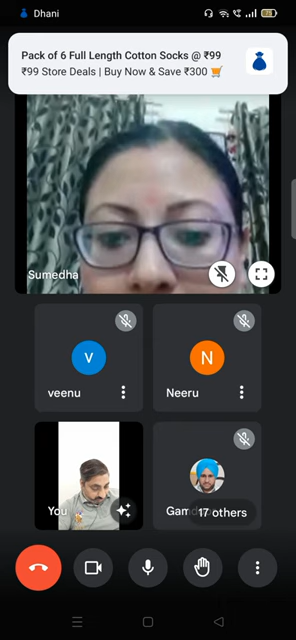 Dhani
Pack of 6 Full Length Cotton Socks @ ₹99
₹99 Store Deals | Buy Now & Save ₹300 🛒
Sumedha
V
N
veenu
Neeru
You
17 others